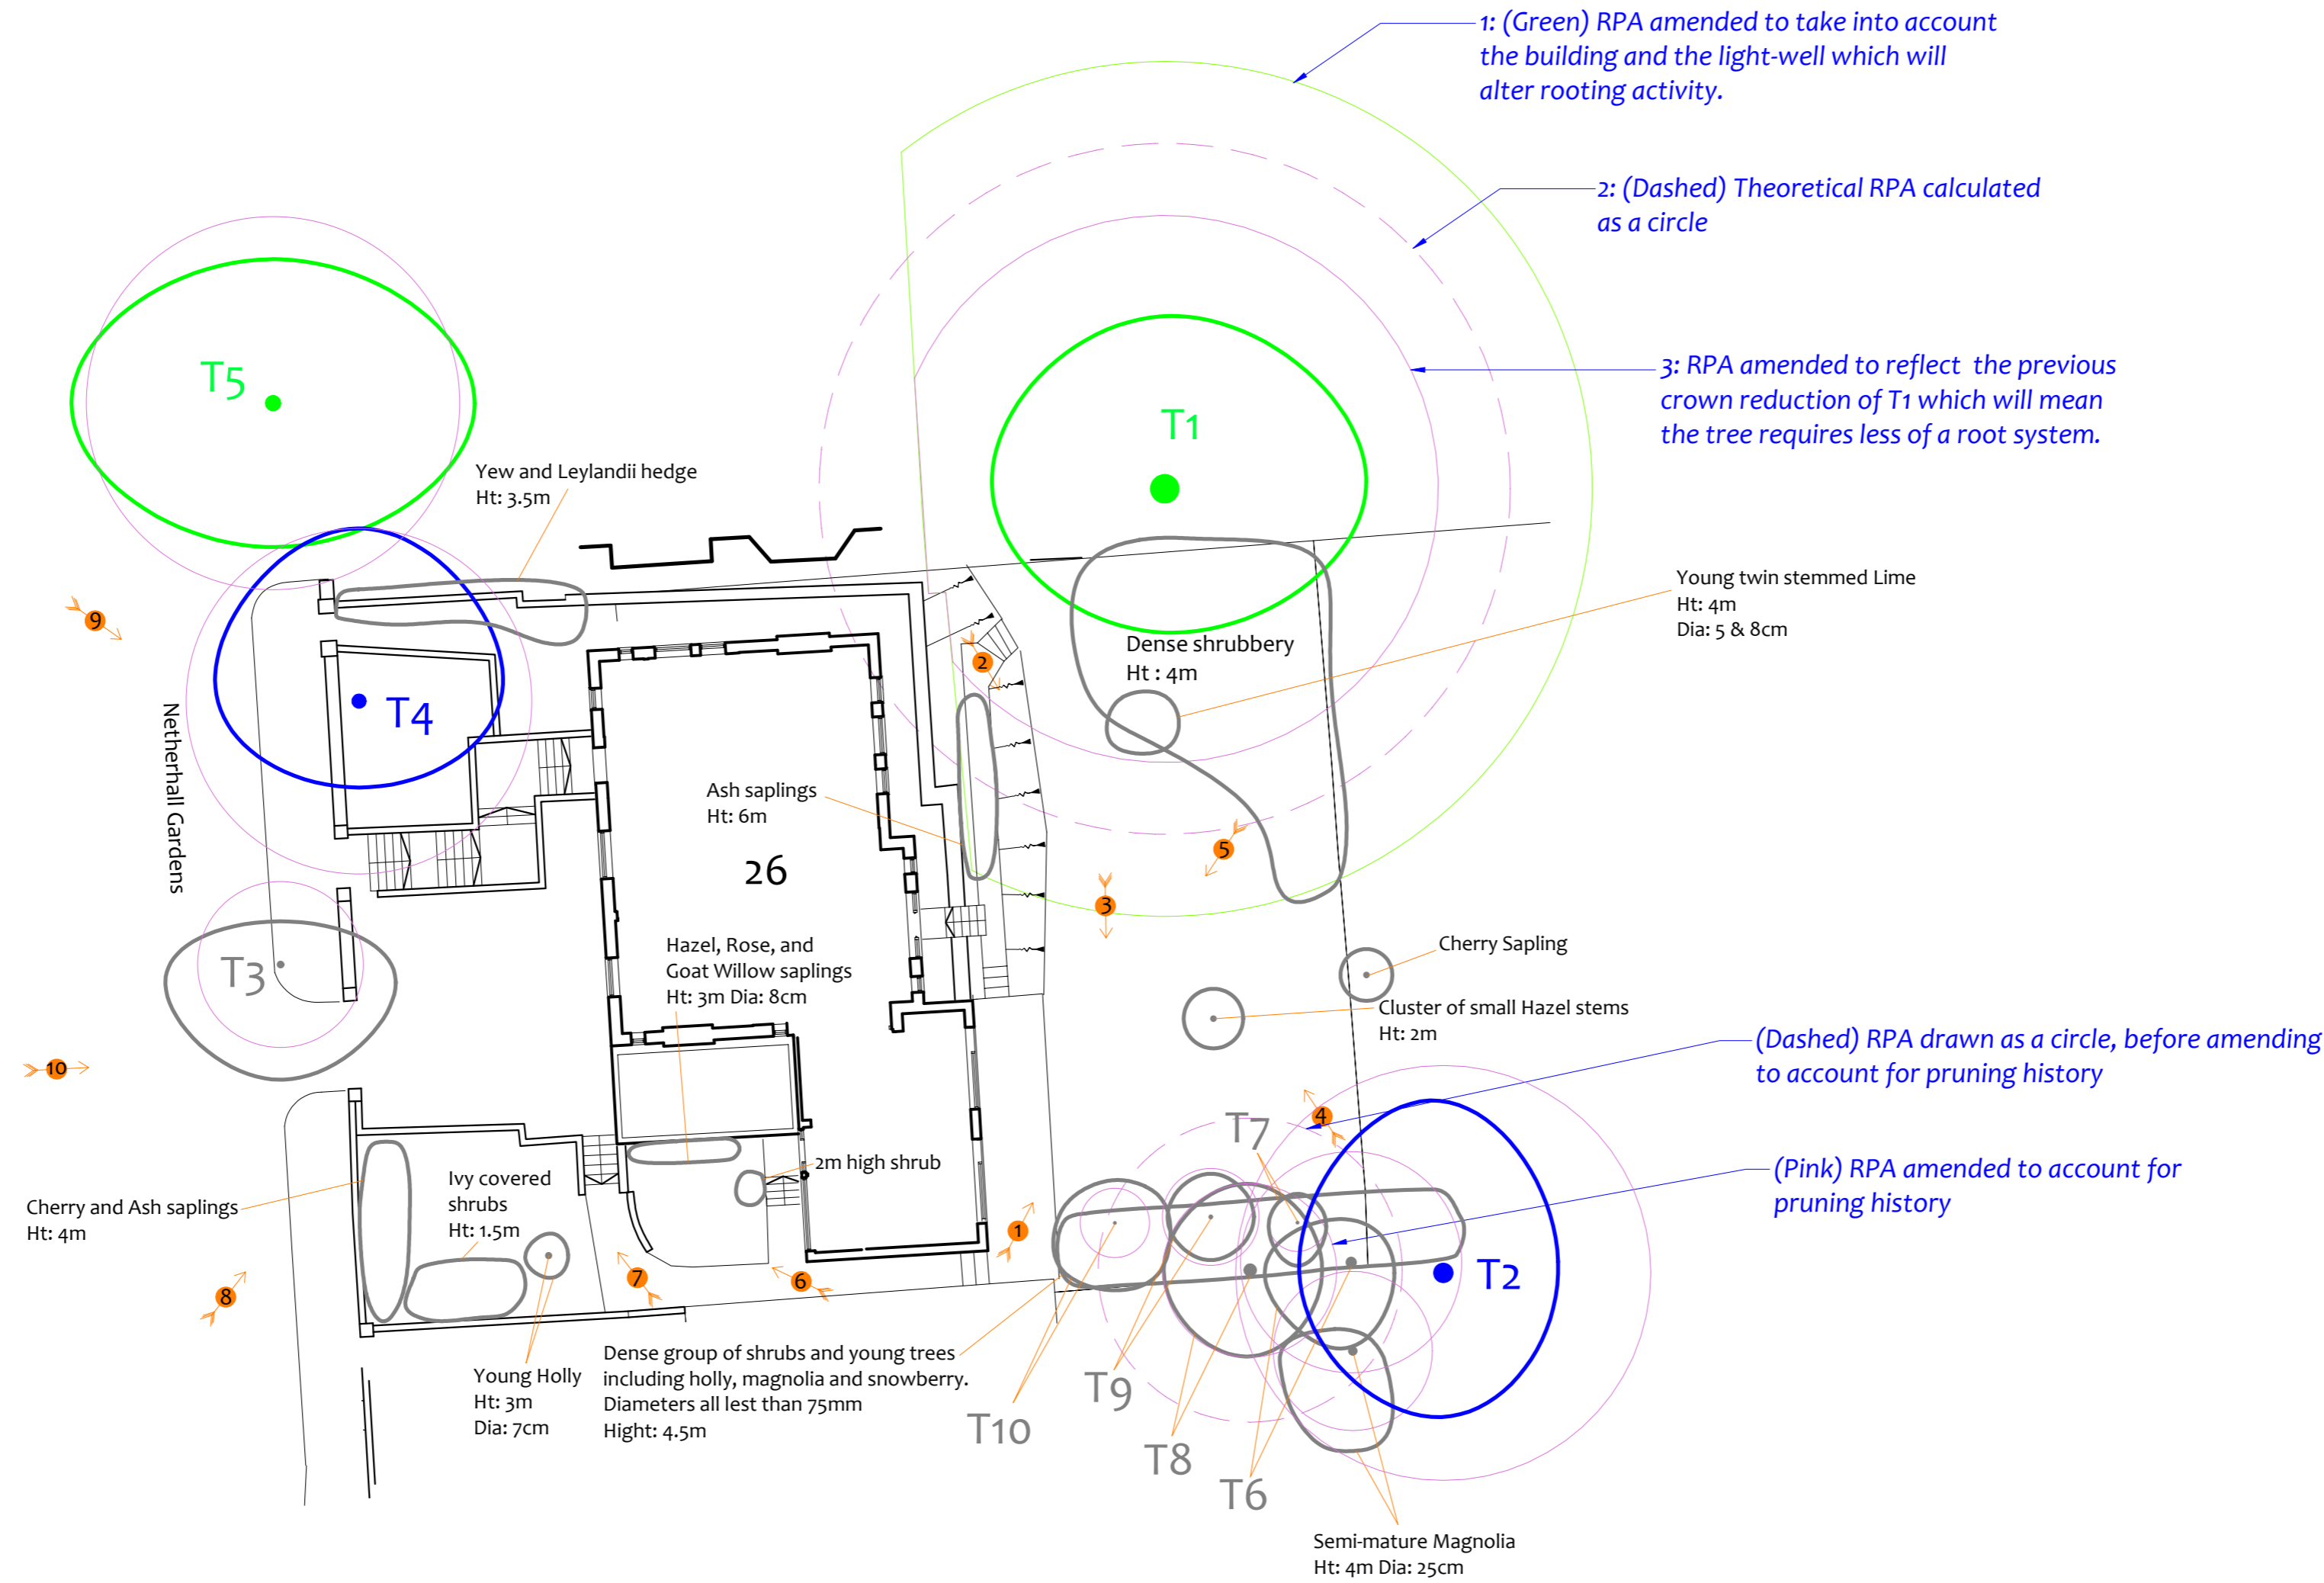 1: (Green) RPA amended to take into account
the building and the light-well which will
alter rooting activity.
2: (Dashed) Theoretical RPA calculated
as a circle
3: RPA amended to reflect the previous
crown reduction of T1 which will mean
the tree requires less of a root system.
T5
T1
Yew and Leylandii hedge
Ht: 3.5m
Young twin stemmed Lime
Ht: 4m
Dia: 5 & 8cm
9
2
Dense shrubbery
Ht : 4m
T4
Netherhall Gardens
Ash saplings
Ht: 6m
5
26
3
Hazel, Rose, and
Goat Willow saplings
Ht: 3m Dia: 8cm
Cherry Sapling
T3
Cluster of small Hazel stems
Ht: 2m
10
(Dashed) RPA drawn as a circle, before amending
to account for pruning history
4
T7
2m high shrub
(Pink) RPA amended to account for
pruning history
Ivy covered
shrubs
Ht: 1.5m
Cherry and Ash saplings
Ht: 4m
1
7
6
8
T2
Young Holly
Ht: 3m
Dia: 7cm
Dense group of shrubs and young trees
including holly, magnolia and snowberry.
Diameters all lest than 75mm
Hight: 4.5m
T10
T9
T8
T6
Semi-mature Magnolia
Ht: 4m Dia: 25cm